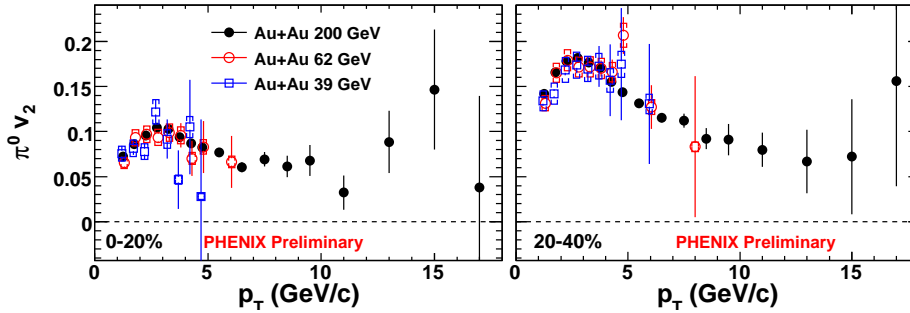 π⁰ v₂
0.2
0.15
0.1
0.05
0
Au+Au 200 GeV
Au+Au 62 GeV
Au+Au 39 GeV
0-20%
PHENIX Preliminary
0 5 10 15
p_T (GeV/c)
20-40%
PHENIX Preliminary
0 5 10 15
p_T (GeV/c)